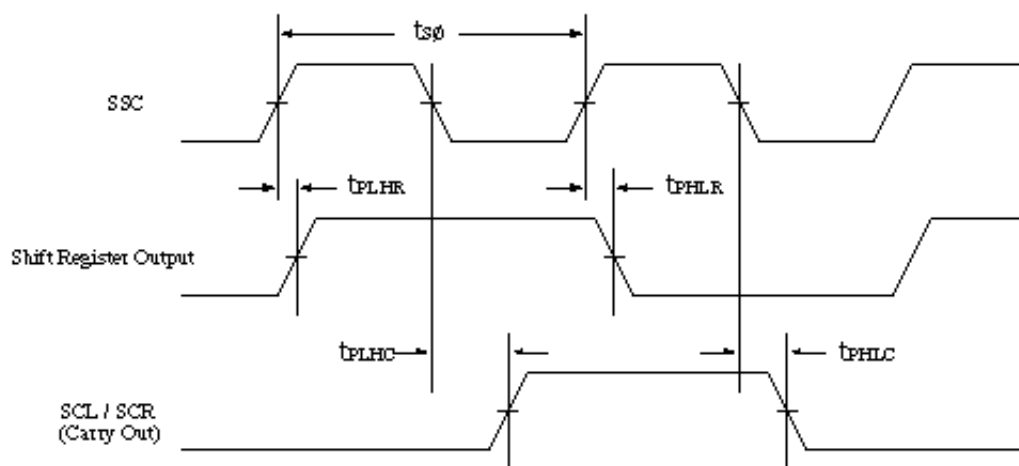 tsø
SSC
tPLHR
tPHLR
Shift Register Output
tPLHC
tPHLC
SCL / SCR
(Carry Out)